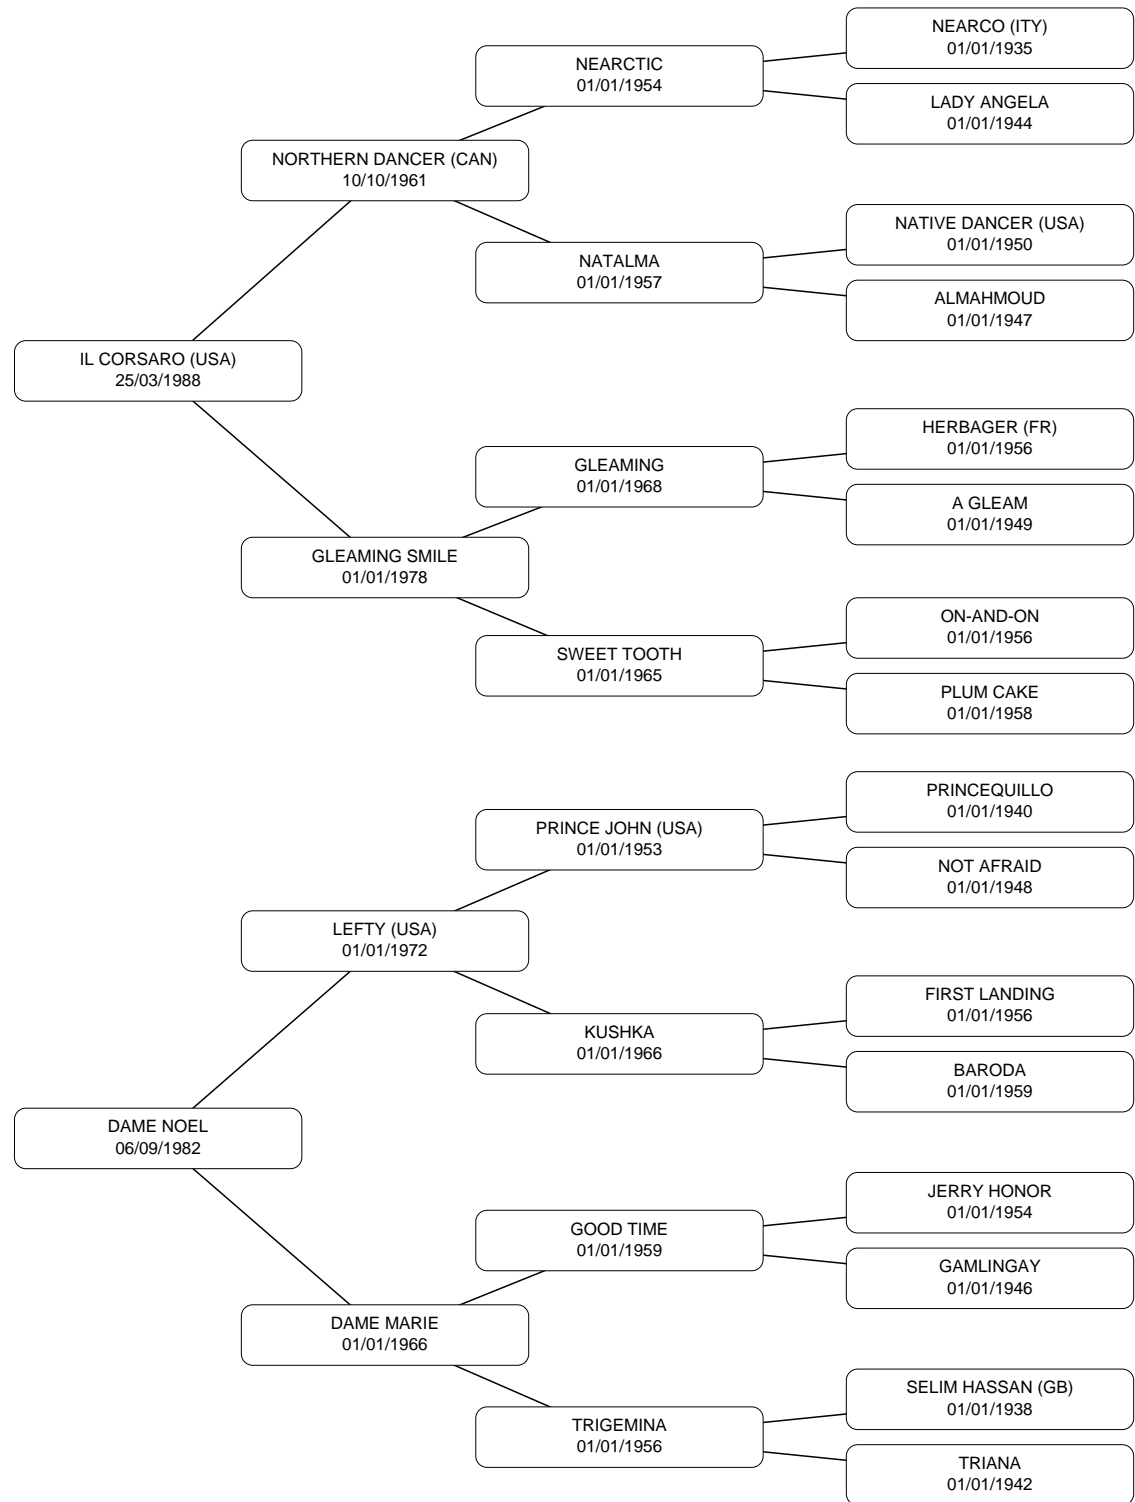 NEARCO (ITY)
01/01/1935
NEARCTIC
01/01/1954
LADY ANGELA
01/01/1944
NORTHERN DANCER (CAN)
10/10/1961
NATIVE DANCER (USA)
01/01/1950
NATALMA
01/01/1957
ALMAHMOUD
01/01/1947
IL CORSARO (USA)
25/03/1988
HERBAGER (FR)
01/01/1956
GLEAMING
01/01/1968
A GLEAM
01/01/1949
GLEAMING SMILE
01/01/1978
ON-AND-ON
01/01/1956
SWEET TOOTH
01/01/1965
PLUM CAKE
01/01/1958
PRINCEQUILLO
01/01/1940
PRINCE JOHN (USA)
01/01/1953
NOT AFRAID
01/01/1948
LEFTY (USA)
01/01/1972
FIRST LANDING
01/01/1956
KUSHKA
01/01/1966
BARODA
01/01/1959
DAME NOEL
06/09/1982
JERRY HONOR
01/01/1954
GOOD TIME
01/01/1959
GAMLINGAY
01/01/1946
DAME MARIE
01/01/1966
SELIM HASSAN (GB)
01/01/1938
TRIGEMINA
01/01/1956
TRIANA
01/01/1942